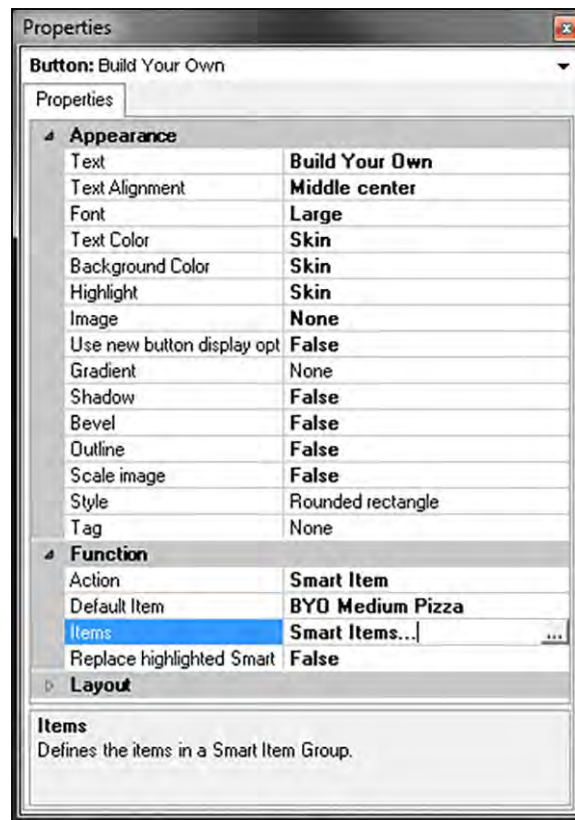 Properties
Button: Build Your Own
Properties
Appearance
Text Build Your Own
Text Alignment Middle center
Font Large
Text Color Skin
Background Color Skin
Highlight Skin
Image None
Use new button display opt False
Gradient None
Shadow False
Bevel False
Outline False
Scale image False
Style Rounded rectangle
Tag None
Function
Action Smart Item
Default Item BYO Medium Pizza
Items Smart Items... ...
Replace highlighted Smart False
Layout
Items
Defines the items in a Smart Item Group.